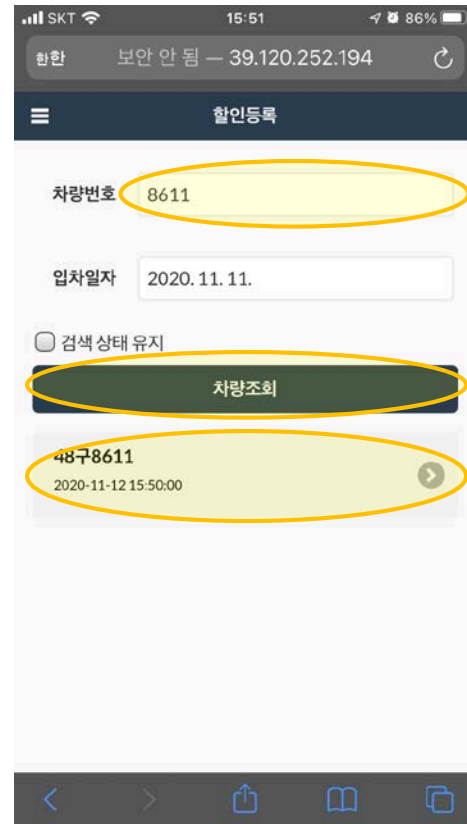 SKT 15:51 86%
한한 보안 안 됨 — 39.120.252.194
할인등록
차량번호 8611
입차일자 2020. 11. 11.
검색 상태 유지
차량조회
48구8611
2020-11-12 15:50:00